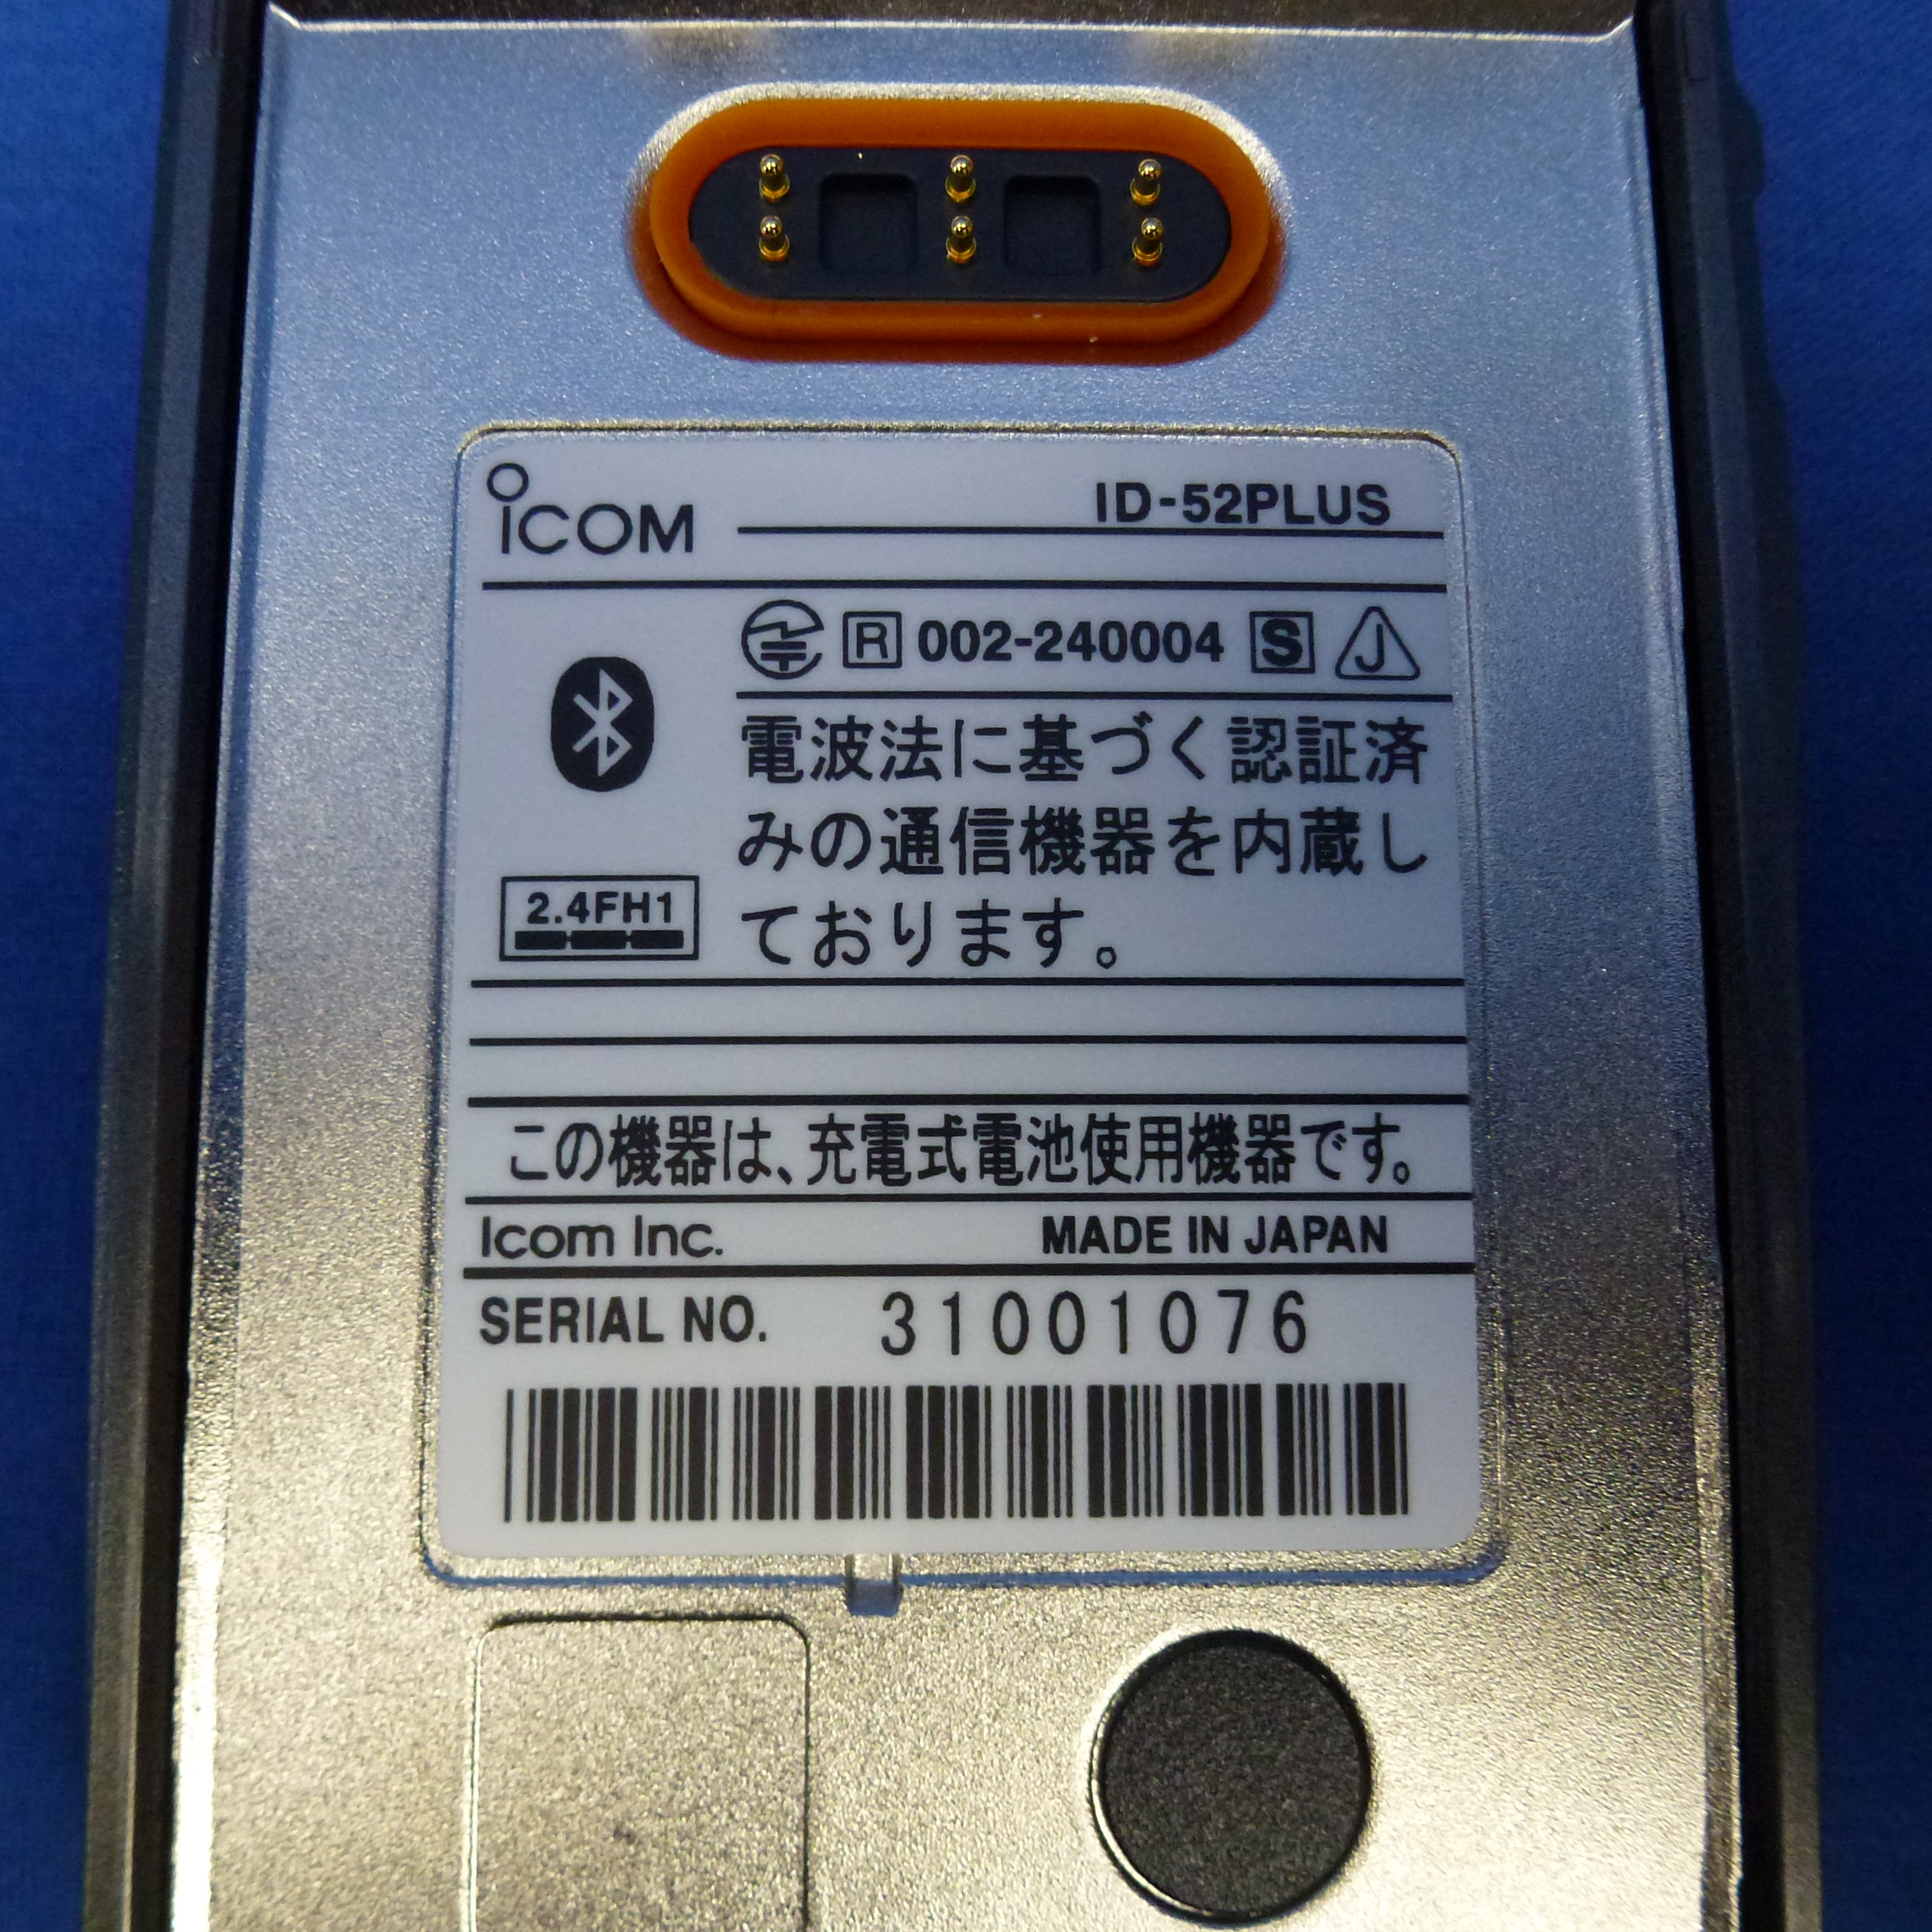 ICOM
ID-52PLUS
R 002-240004 S J
電波法に基づく認証済
みの通信機器を内蔵し
ております。
2.4FH1
この機器は、充電式電池使用機器です。
Icom Inc. MADE IN JAPAN
SERIAL NO. 31001076